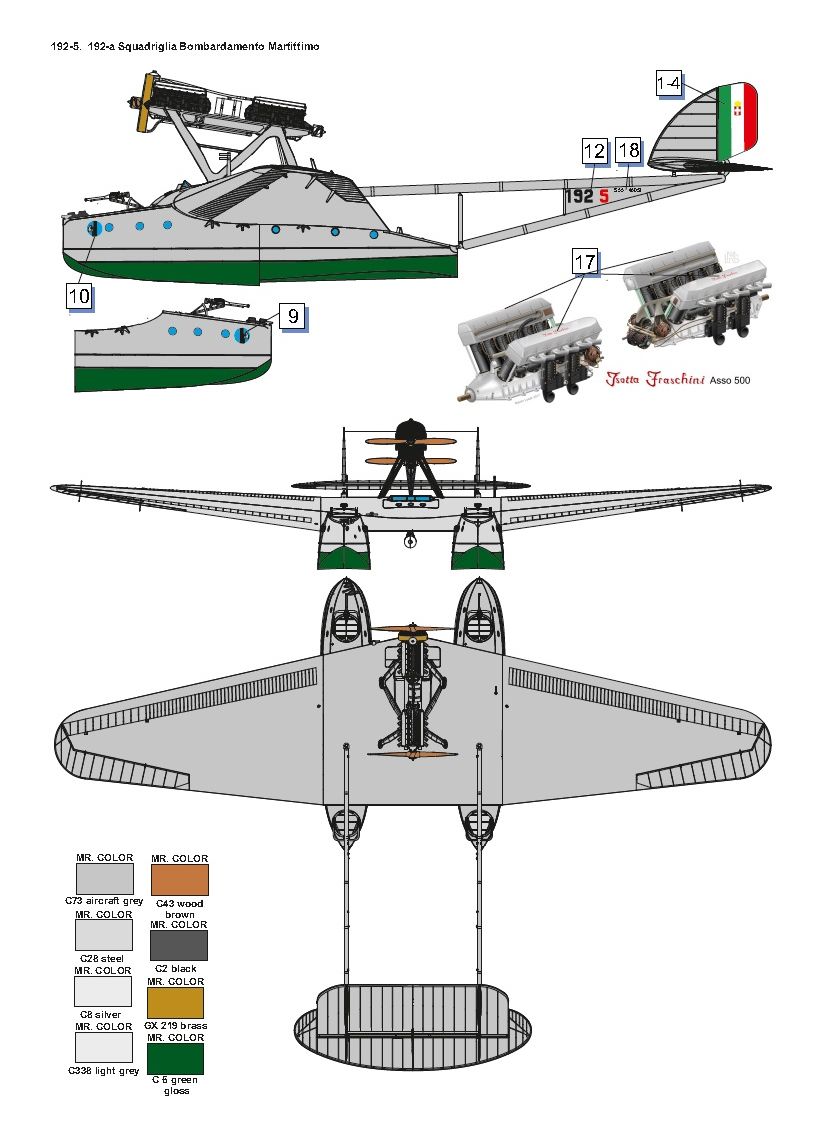 192-5. 192-a Squadriglia Bombardamento Martittimo
1-4
12
18
192 5
10
9
17
Isotta Fraschini Asso 500
MR. COLOR
C73 aircraft grey
MR. COLOR
C43 wood
brown
MR. COLOR
C28 steel
MR. COLOR
C2 black
MR. COLOR
C8 silver
MR. COLOR
GX 219 brass
MR. COLOR
C338 light grey
MR. COLOR
C 6 green
gloss